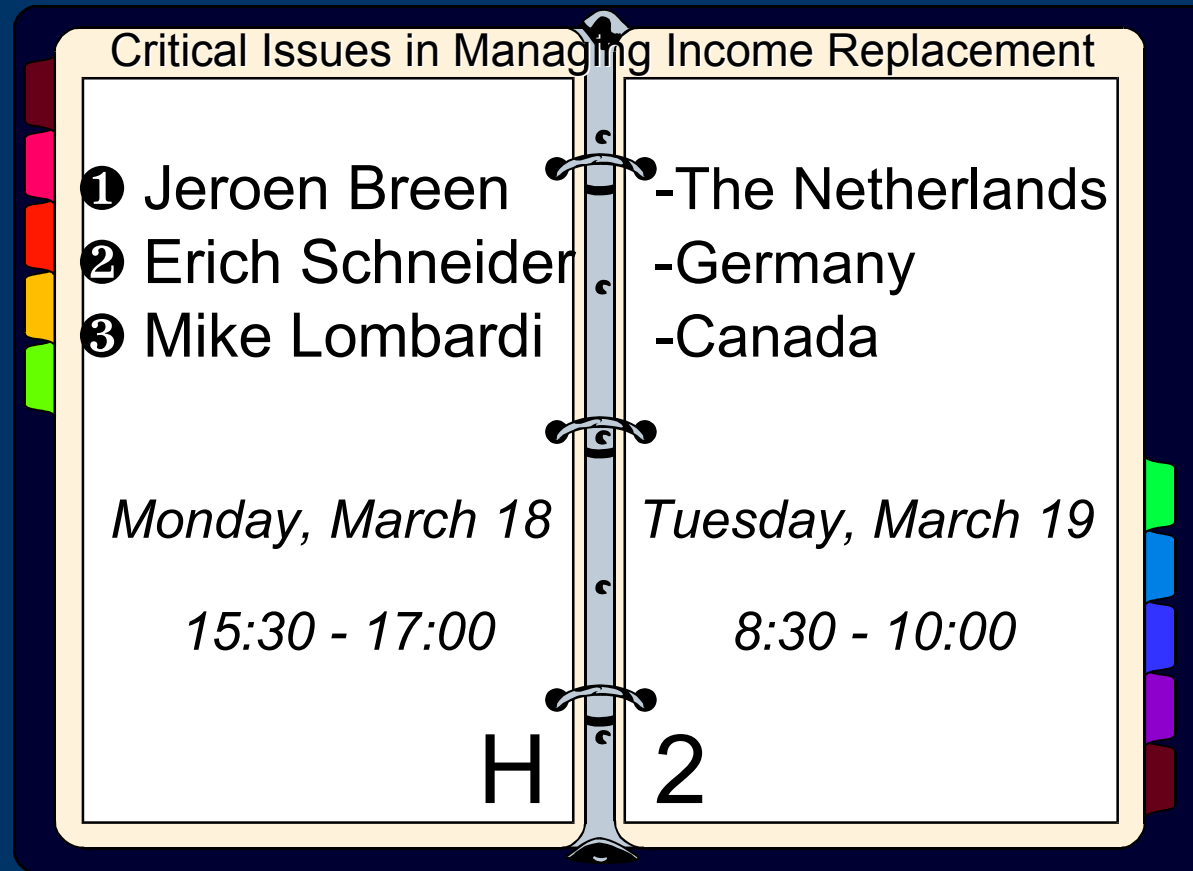 Critical Issues in Managing Income Replacement
❶ Jeroen Breen -The Netherlands
❷ Erich Schneider -Germany
❸ Mike Lombardi -Canada
Monday, March 18 Tuesday, March 19
15:30 - 17:00 8:30 - 10:00
H 2